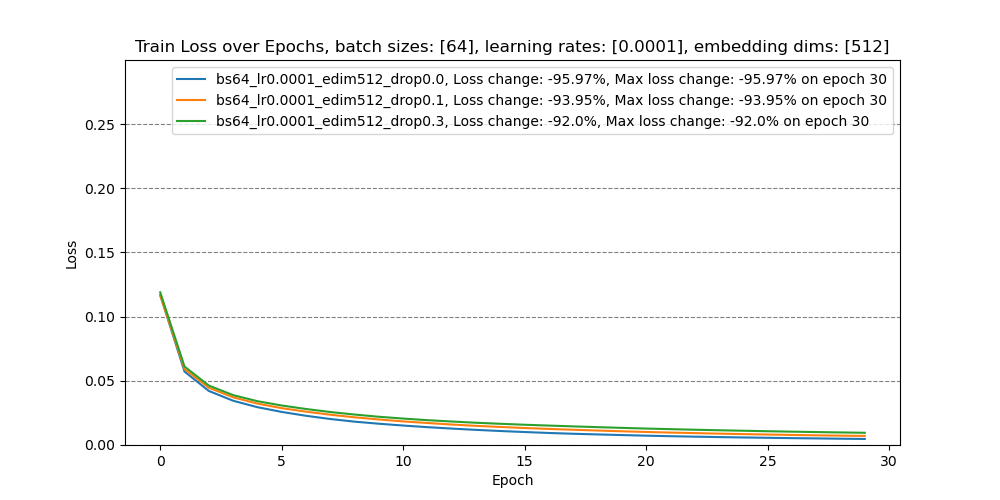 Train Loss over Epochs, batch sizes: [64], learning rates: [0.0001], embedding dims: [512]
bs64_lr0.0001_edim512_drop0.0, Loss change: -95.97%, Max loss change: -95.97% on epoch 30
bs64_lr0.0001_edim512_drop0.1, Loss change: -93.95%, Max loss change: -93.95% on epoch 30
bs64_lr0.0001_edim512_drop0.3, Loss change: -92.0%, Max loss change: -92.0% on epoch 30
0.25
0.20
0.15
0.10
0.05
0.00
Loss
0 5 10 15 20 25 30
Epoch